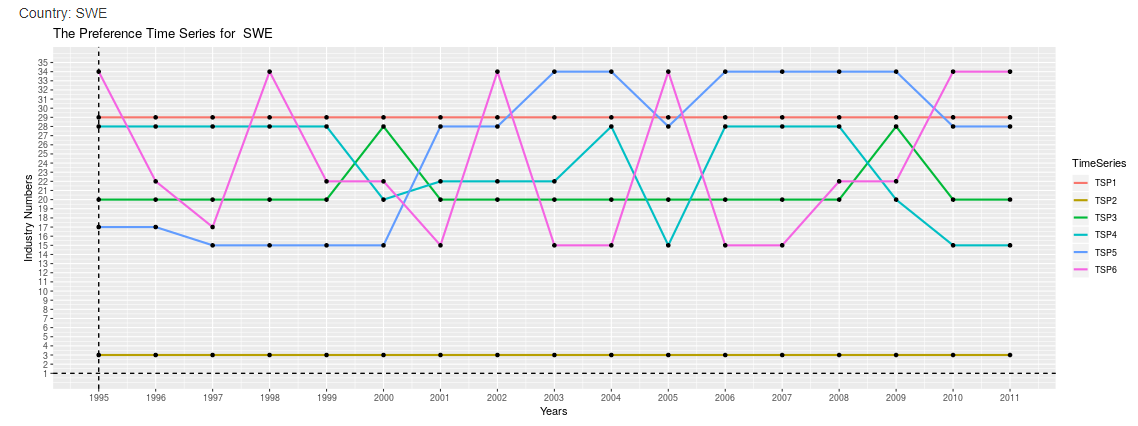 Country: SWE
The Preference Time Series for SWE
35
34
33
32
31
30
29
28
27
26
25
24
23
22
21
20
19
18
17
16
15
14
13
12
11
10
9
8
7
6
5
4
3
2
1
Industry Numbers
1995 1996 1997 1998 1999 2000 2001 2002 2003 2004 2005 2006 2007 2008 2009 2010 2011
Years
TimeSeries
TSP1
TSP2
TSP3
TSP4
TSP5
TSP6